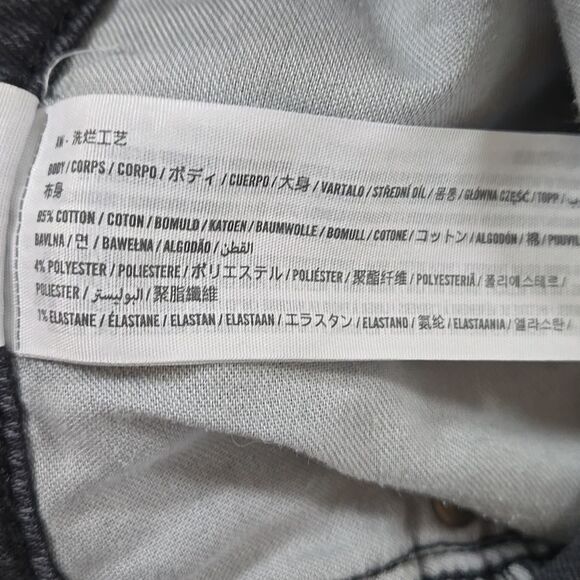 洗烂工艺
BODY / CORPS / CORPO / ボディ / CUERPO / 大身 / VARTALO / STŘEDNÍ DÍL / 몸통 / GŁÓWNA CZĘŚĆ / TOPP /
布身
95% COTTON / COTON / BOMULD / KATOEN / BAUMWOLLE / BOMULL / COTONE / コットン / ALGODÓN / 棉 / PUUVIL
BAVLNA / 면 / BAWEŁNA / ALGODÃO / القطن
4% POLYESTER / POLIESTERE / ポリエステル / POLIÉSTER / 聚酯纤维 / POLYESTERIÄ / 폴리에스테르 /
POLIESTER / البوليستر / 聚脂纖維
1% ELASTANE / ÉLASTANE / ELASTAN / ELASTAAN / エラスタン / ELASTANO / 氨纶 / ELASTAANIA / 엘라스탄 /